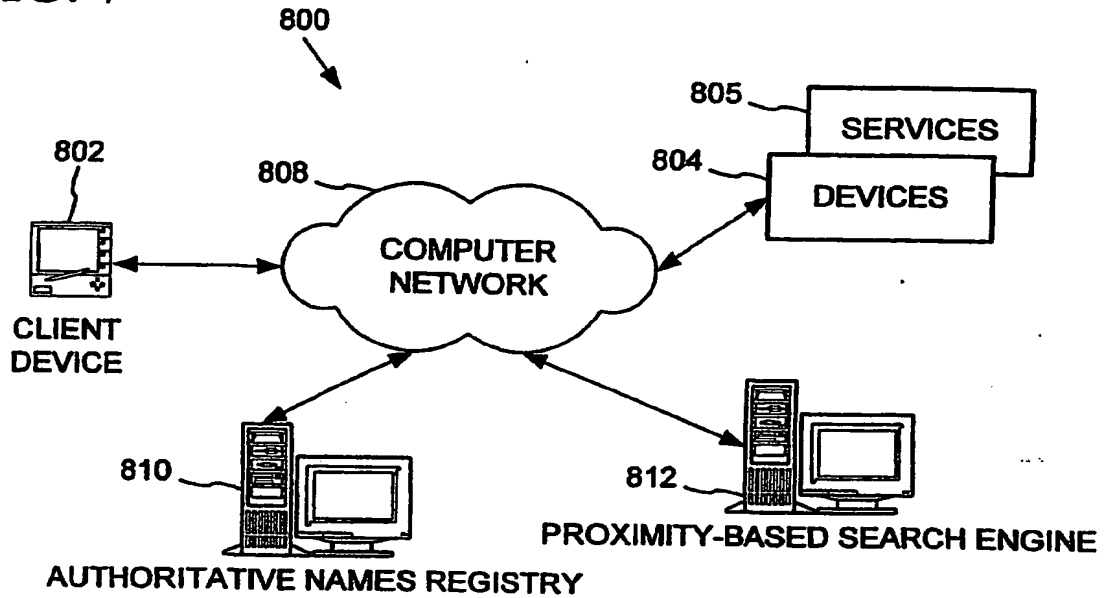 800
805
SERVICES
802
808
804
DEVICES
COMPUTER
NETWORK
CLIENT
DEVICE
810
812
PROXIMITY-BASED SEARCH ENGINE
AUTHORITATIVE NAMES REGISTRY